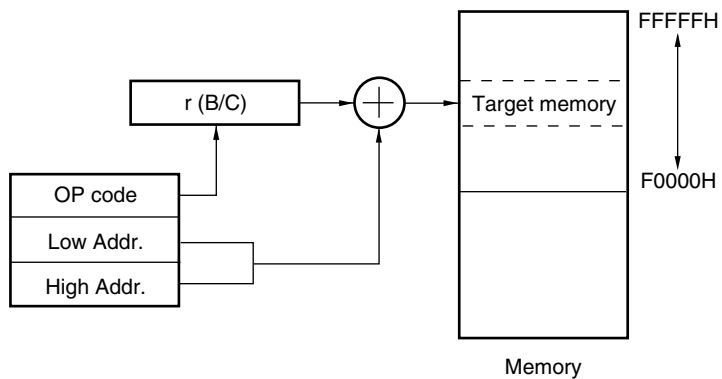 FFFFFH
r (B/C)
Target memory
OP code
F0000H
Low Addr.
High Addr.
Memory